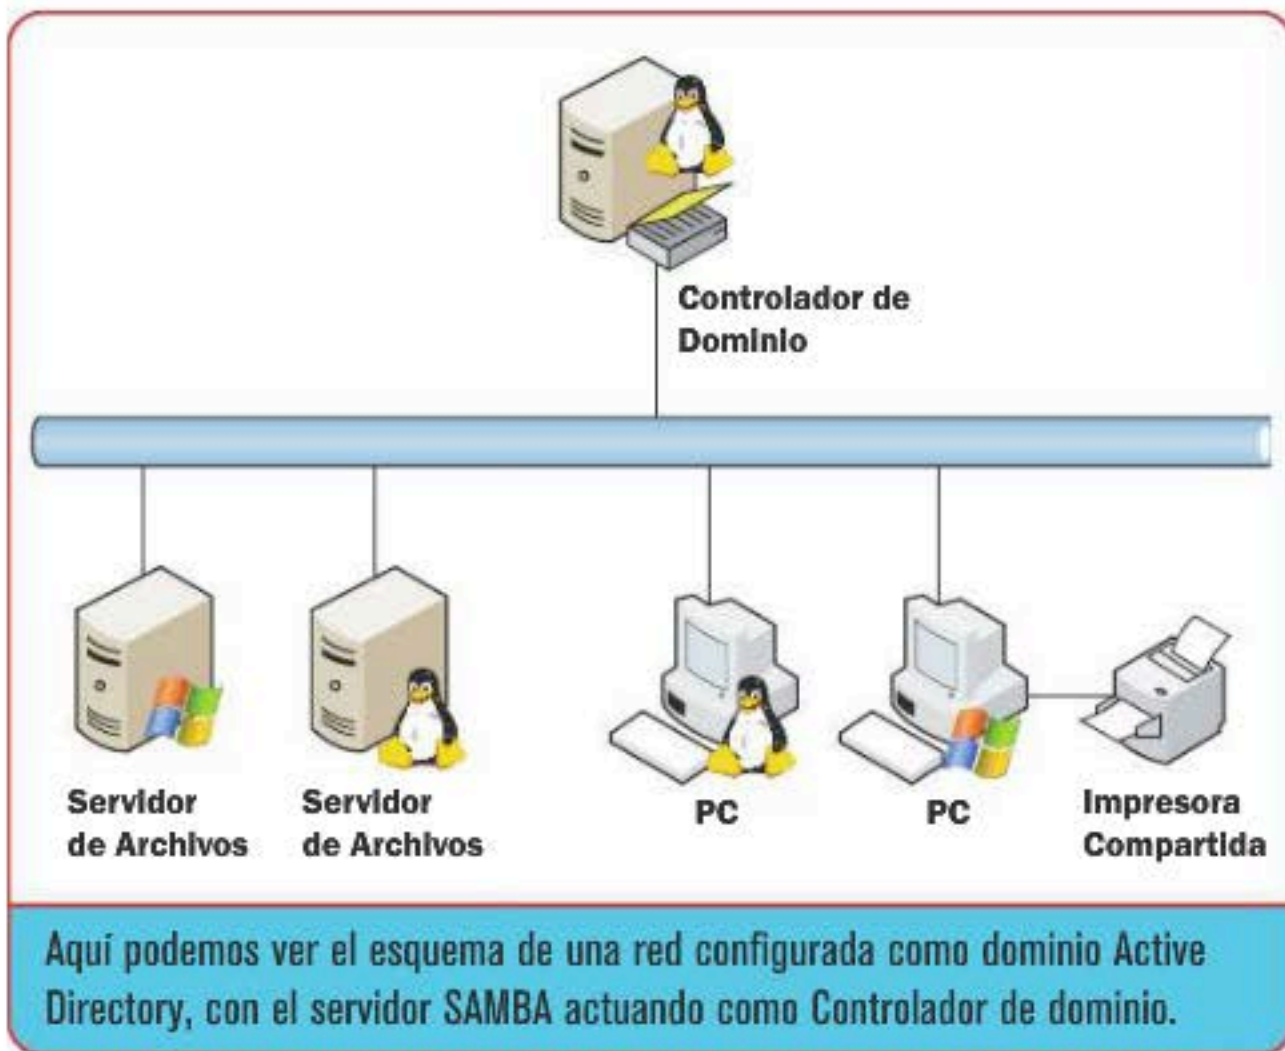 Controlador de
Dominio
Servidor
de Archivos
Servidor
de Archivos
PC
PC
Impresora
Compartida
Aquí podemos ver el esquema de una red configurada como dominio Active
Directory, con el servidor SAMBA actuando como Controlador de dominio.